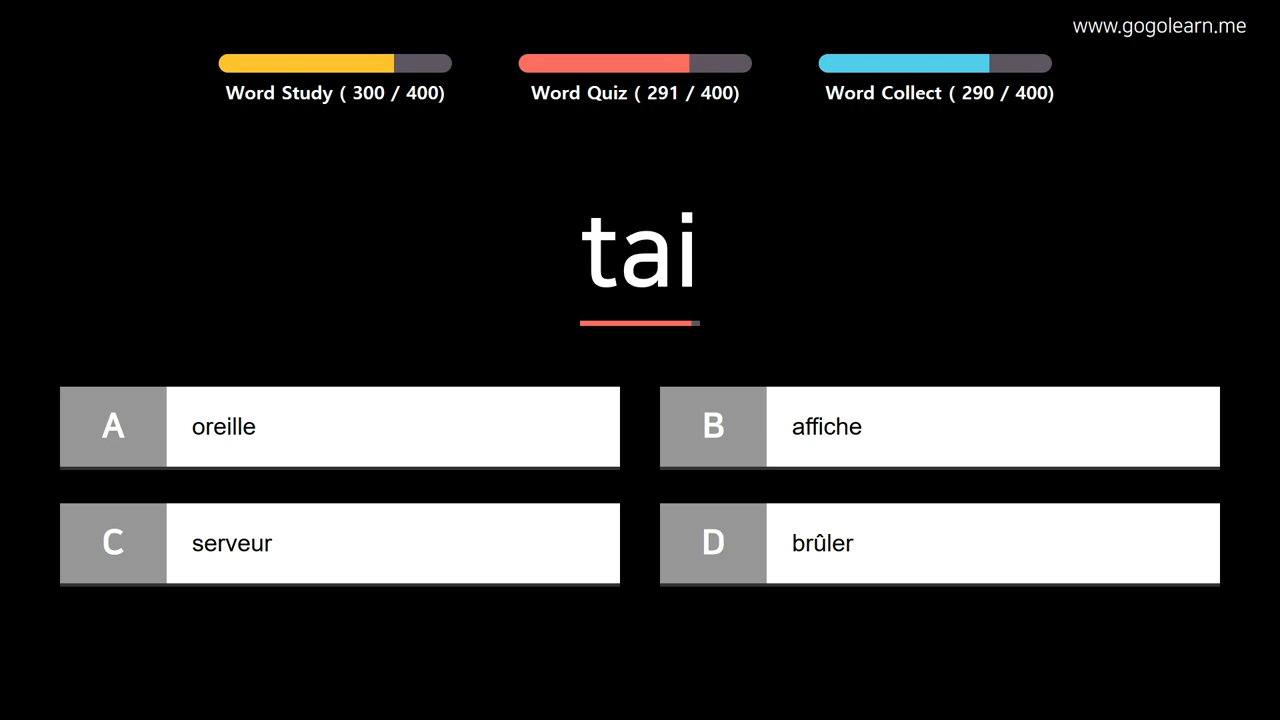 www.gogolearn.me
Word Study ( 300 / 400)
Word Quiz ( 291 / 400)
Word Collect ( 290 / 400)
tai
A oreille
B affiche
C serveur
D brûler